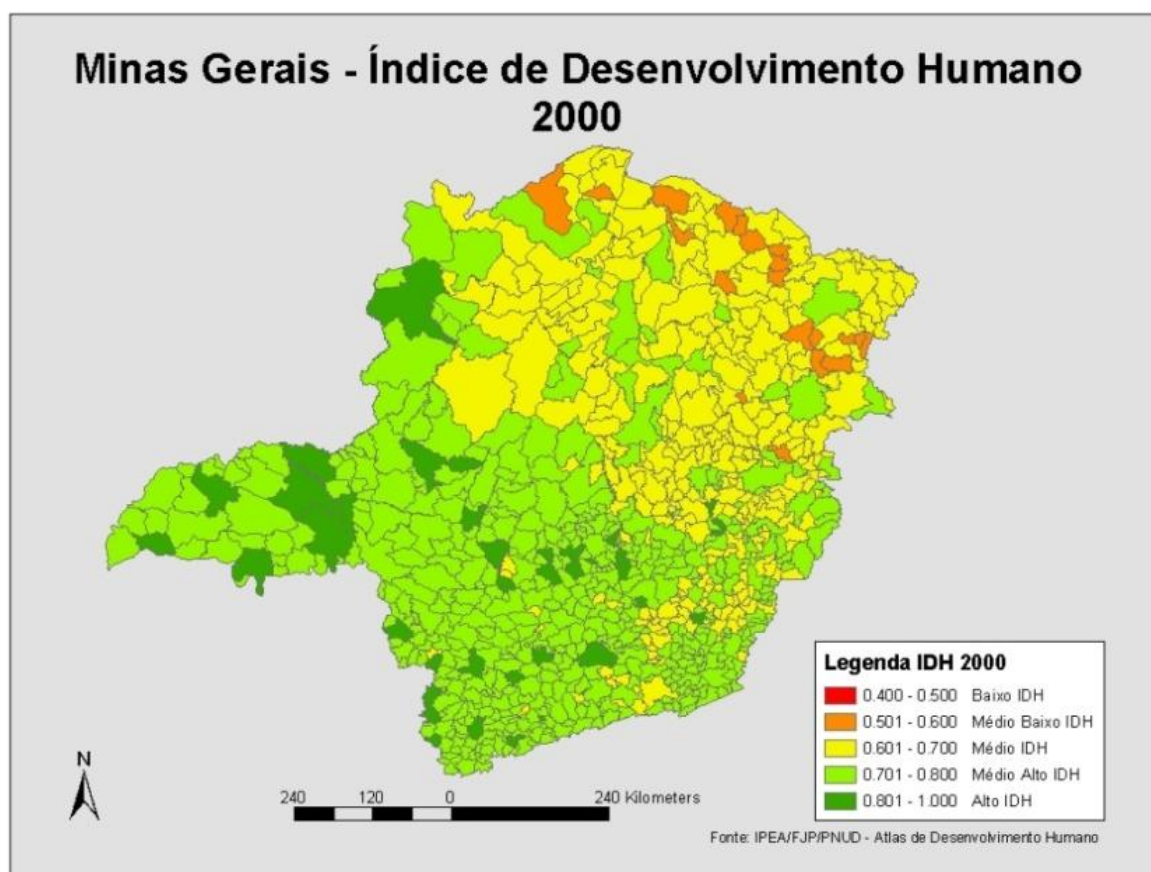 Minas Gerais - Índice de Desenvolvimento Humano
2000
Legenda IDH 2000
0.400 - 0.500 Baixo IDH
0.501 - 0.600 Médio Baixo IDH
0.601 - 0.700 Médio IDH
0.701 - 0.800 Médio Alto IDH
0.801 - 1.000 Alto IDH
N
240 120 0 240 Kilometers
Fonte: IPEA/FJP/PNUD - Atlas de Desenvolvimento Humano